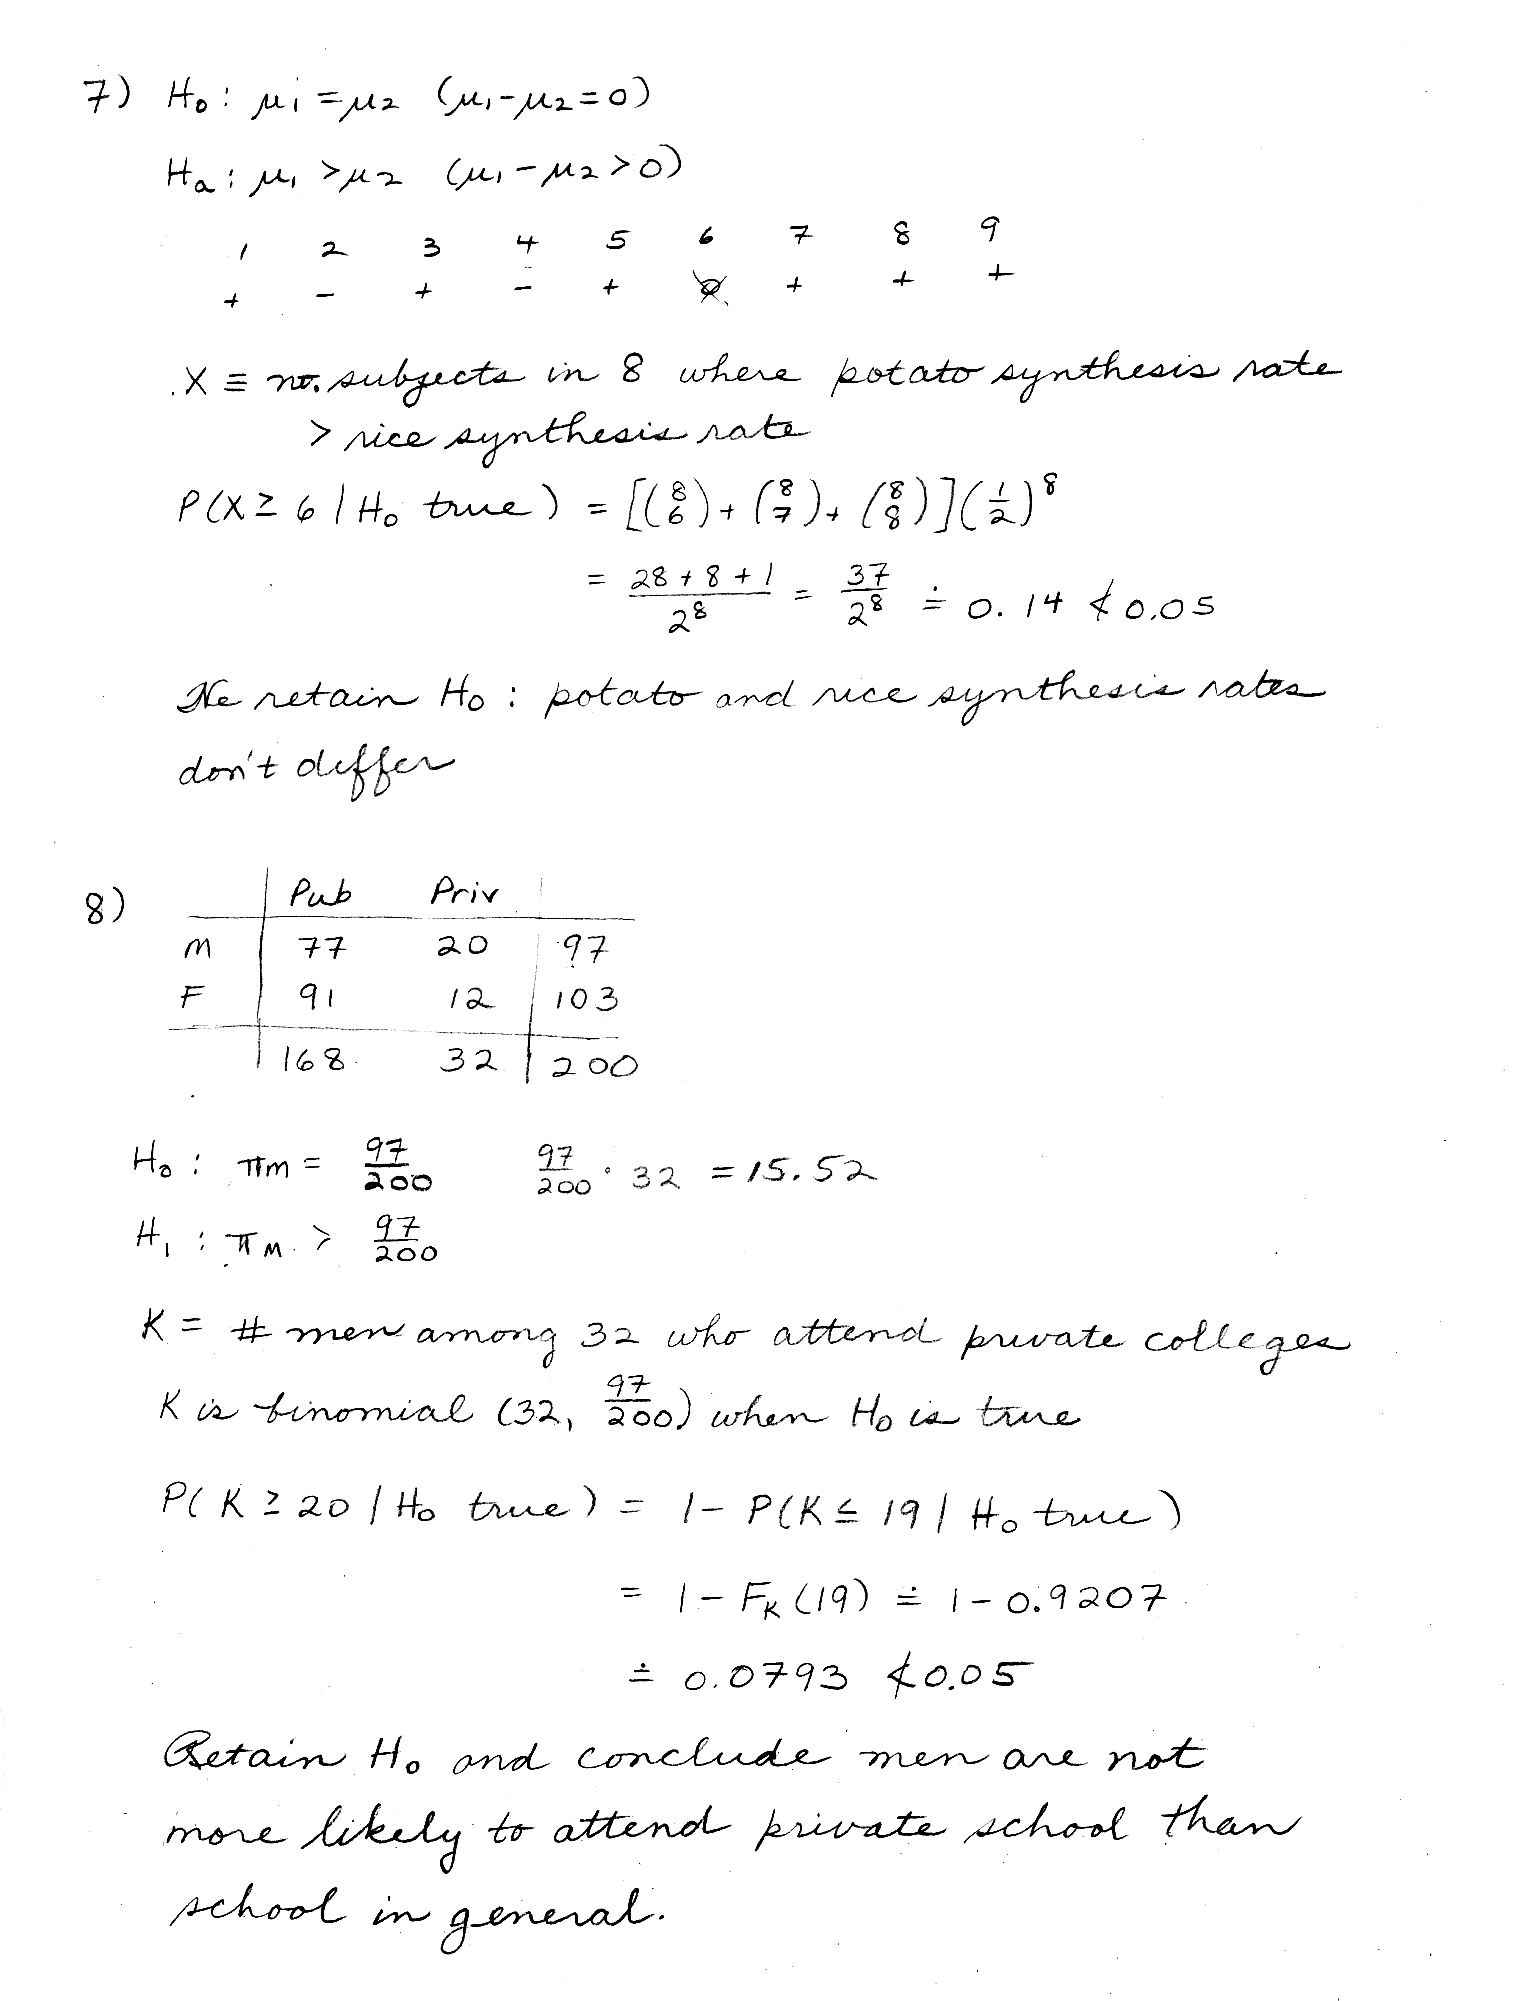 7) H₀: μ₁ = μ₂ (μ₁-μ₂=0)
Hₐ: μ₁ > μ₂ (μ₁-μ₂>0)
1 2 3 4 5 6 7 8 9
+ − + − + 0 + + +
X ≡ no. subjects in 8 where potato synthesis rate
> rice synthesis rate
P(X ≥ 6 | H₀ true) = [(8 6) + (8 7) + (8 8)](1/2)⁸
= (28+8+1)/2⁸ = 37/2⁸ ≐ 0.14 ≮ 0.05
We retain H₀: potato and rice synthesis rates
don't differ
8) Pub Priv
M 77 20 97
F 91 12 103
168 32 200
H₀: πm = 97/200 97/200 · 32 = 15.52
H₁: πM > 97/200
K = # men among 32 who attend private colleges
K is binomial (32, 97/200) when H₀ is true
P(K ≥ 20 | H₀ true) = 1 - P(K ≤ 19 | H₀ true)
= 1 - Fₖ(19) ≐ 1 - 0.9207
≐ 0.0793 ≮ 0.05
Retain H₀ and conclude men are not
more likely to attend private school than
school in general.